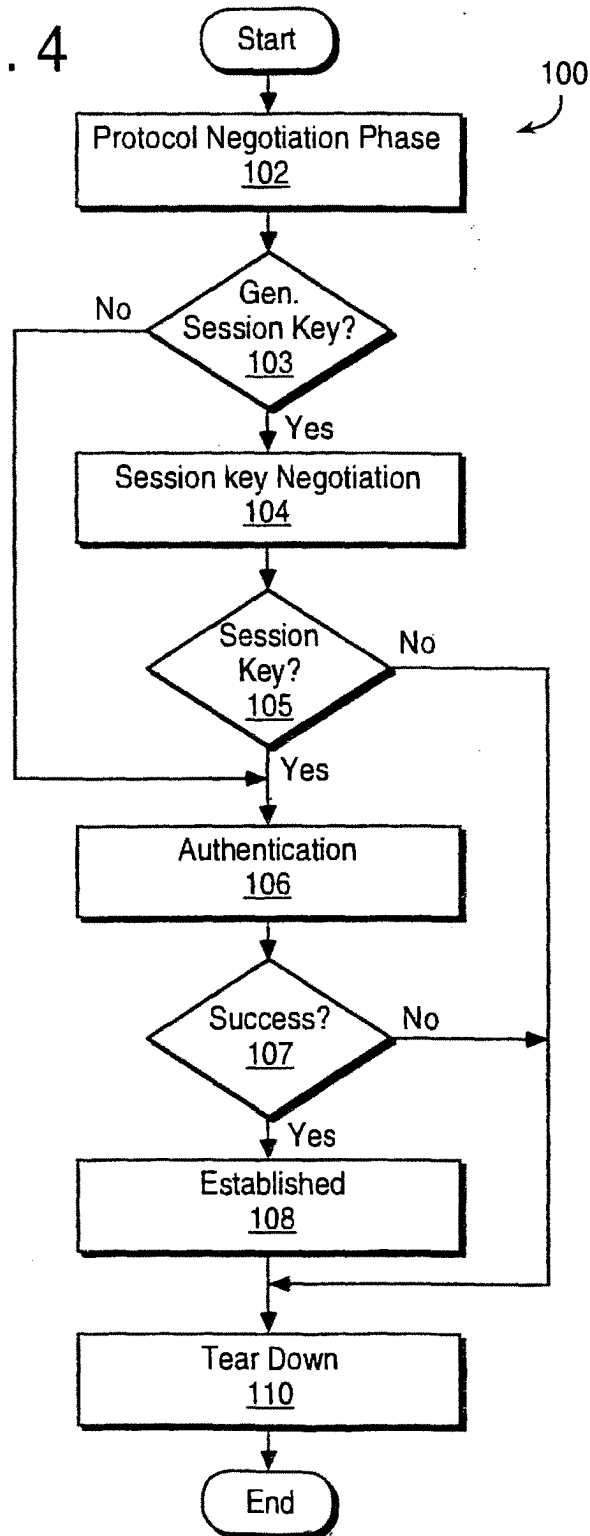 . 4
Start
100
Protocol Negotiation Phase
102
Gen.
Session Key?
103
No
Yes
Session key Negotiation
104
Session
Key?
105
No
Yes
Authentication
106
Success?
107
No
Yes
Established
108
Tear Down
110
End